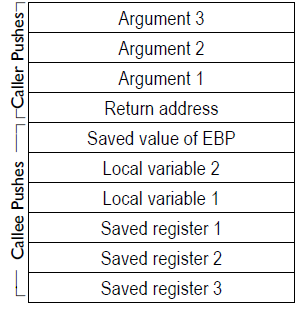 Caller Pushes
Argument 3
Argument 2
Argument 1
Return address
Callee Pushes
Saved value of EBP
Local variable 2
Local variable 1
Saved register 1
Saved register 2
Saved register 3